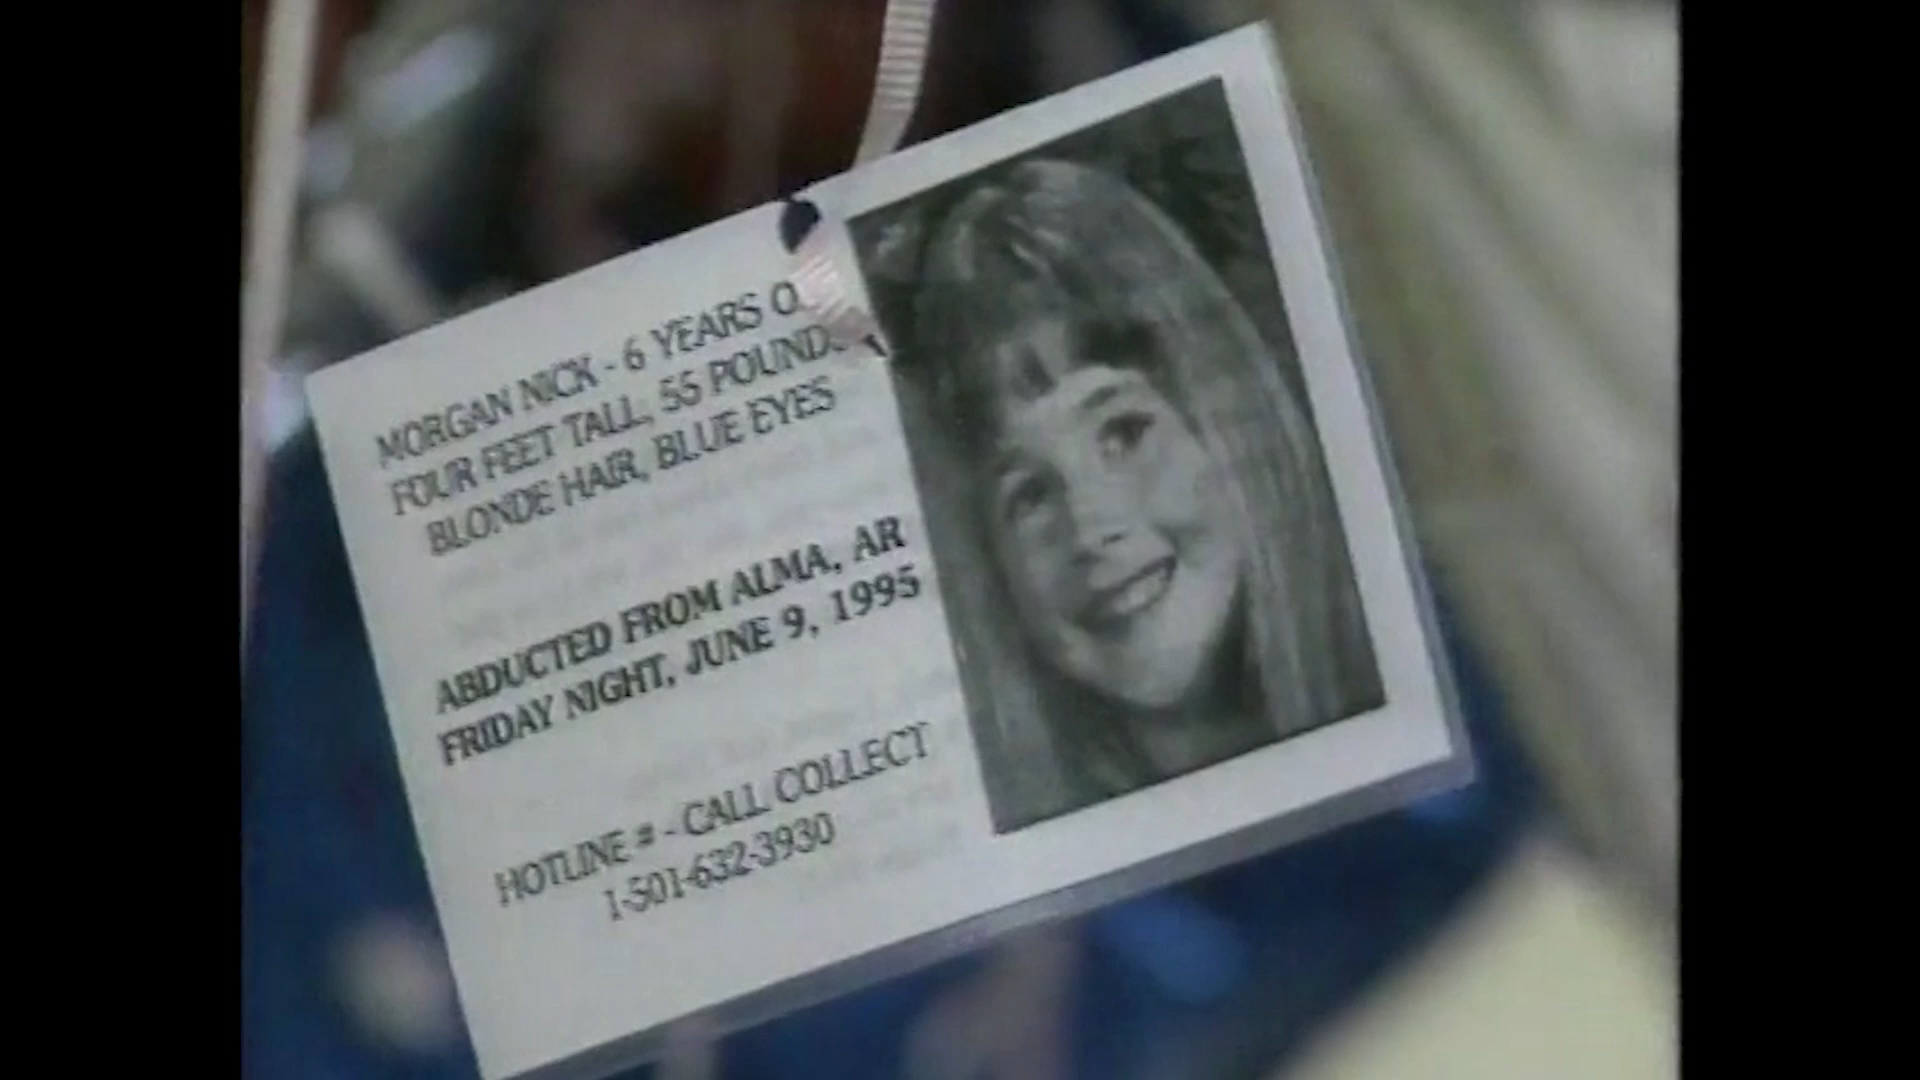 MORGAN NICK - 6 YEARS O
FOUR FEET TALL, 55 POUND
BLONDE HAIR, BLUE EYES
ABDUCTED FROM ALMA, AR
FRIDAY NIGHT, JUNE 9, 1995
HOTLINE # - CALL COLLECT
1-501-632-3930